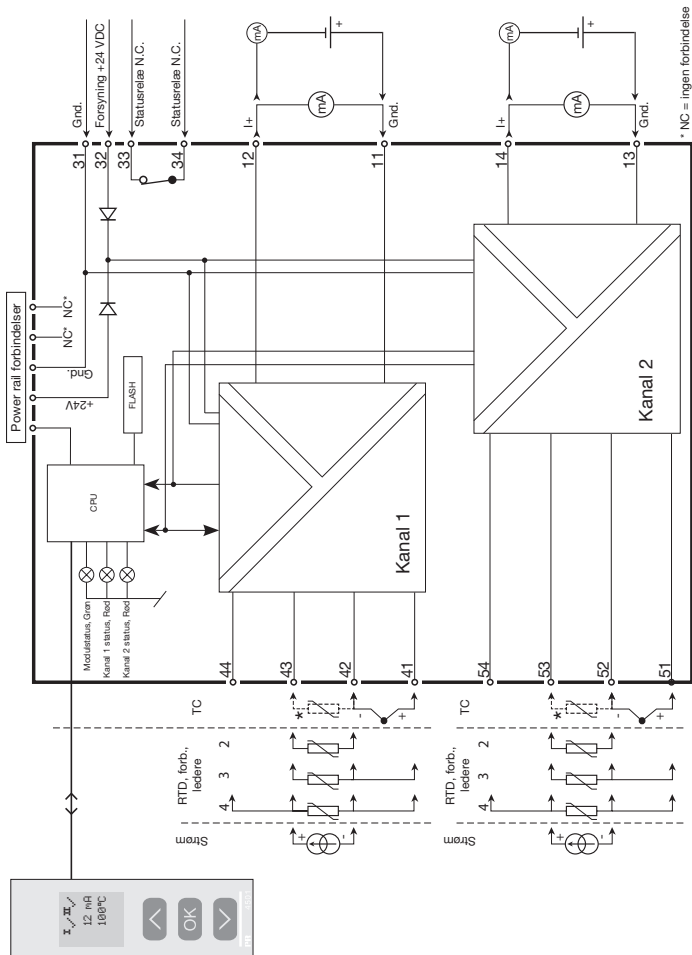 Power rail forbindelser
NC*
NC*
Gnd.
+24V
FLASH
CPU
Modulstatus, Grøn
Kanal 1 status, Rød
Kanal 2 status, Rød
Gnd.
Forsyning +24 VDC
Statusrelæ N.C.
Statusrelæ N.C.
31
32
33
34
12
11
14
13
I+
mA
mA
+
Gnd.
I+
mA
mA
+
Gnd.
* NC = ingen forbindelse
Kanal 1
Kanal 2
44
43
42
41
54
53
52
51
TC
*
-
+
RTD, forb.,
ledere
2
3
4
Strøm
+
-
TC
*
-
+
RTD, forb.,
ledere
2
3
4
Strøm
+
-
I II
12 mA
100°C
OK
PR